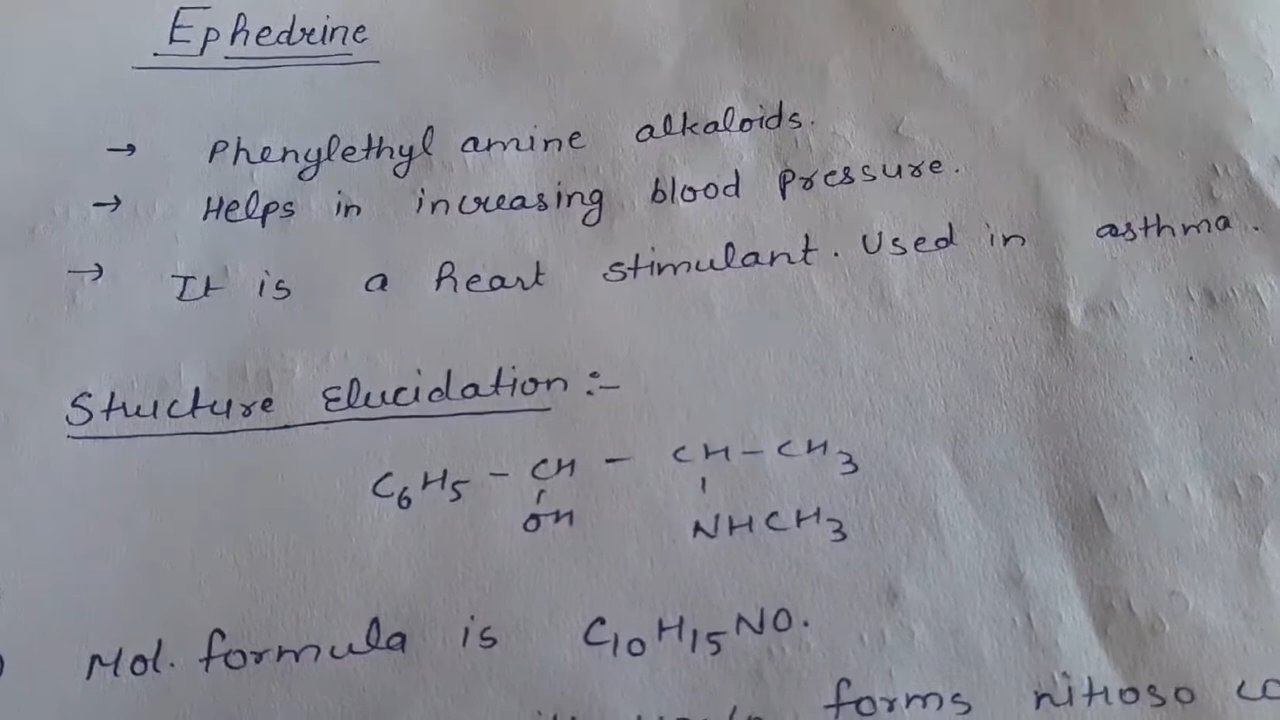 Ephedrine
→ Phenylethyl amine alkaloids.
→ Helps in increasing blood pressure.
→ It is a heart stimulant. Used in asthma.
Structure Elucidation :-
C6H5 - CH - CH - CH3
OH NHCH3
Mol. formula is C10H15NO.
forms nitroso